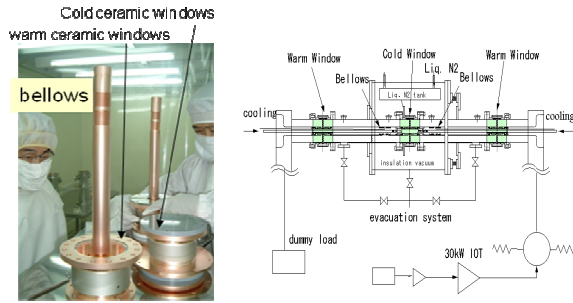 Cold ceramic windows
warm ceramic windows
bellows
Warm Window
Cold Window
Warm Window
Bellows
Liq. N2
Bellows
Liq. N2 tank
cooling
cooling
insulation vacuum
evacuation system
dummy load
30kW IOT